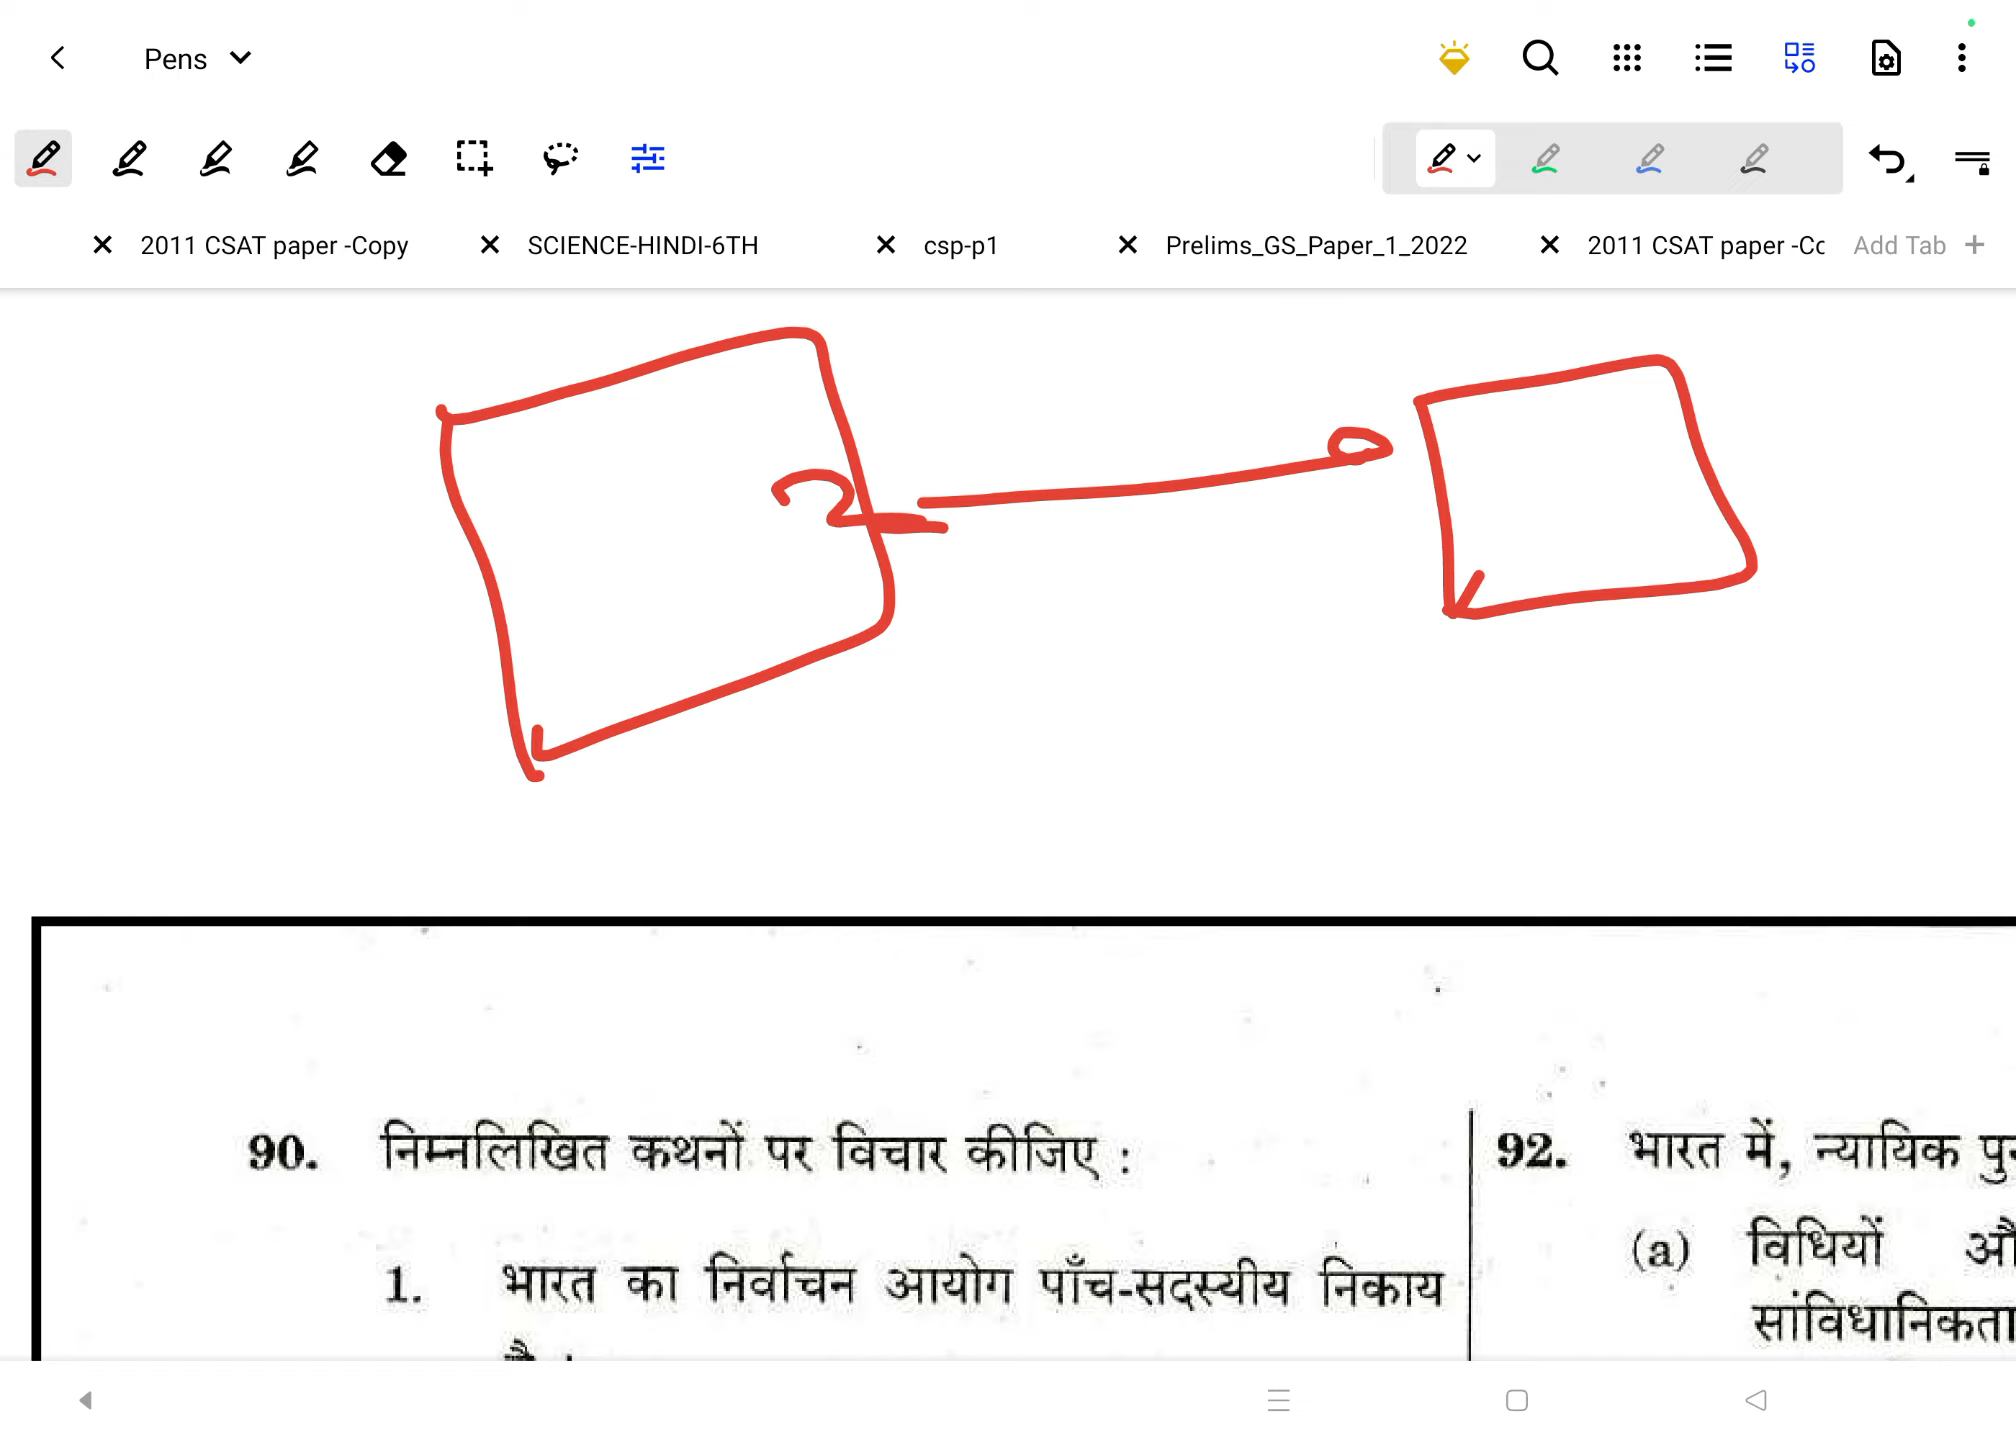 Pens
2011 CSAT paper -Copy
SCIENCE-HINDI-6TH
csp-p1
Prelims_GS_Paper_1_2022
2011 CSAT paper -Cc
Add Tab +
2
90. निम्नलिखित कथनों पर विचार कीजिए :
1. भारत का निर्वाचन आयोग पाँच-सदस्यीय निकाय
92. भारत में, न्यायिक
(a) विधियों
सांविधानिकता